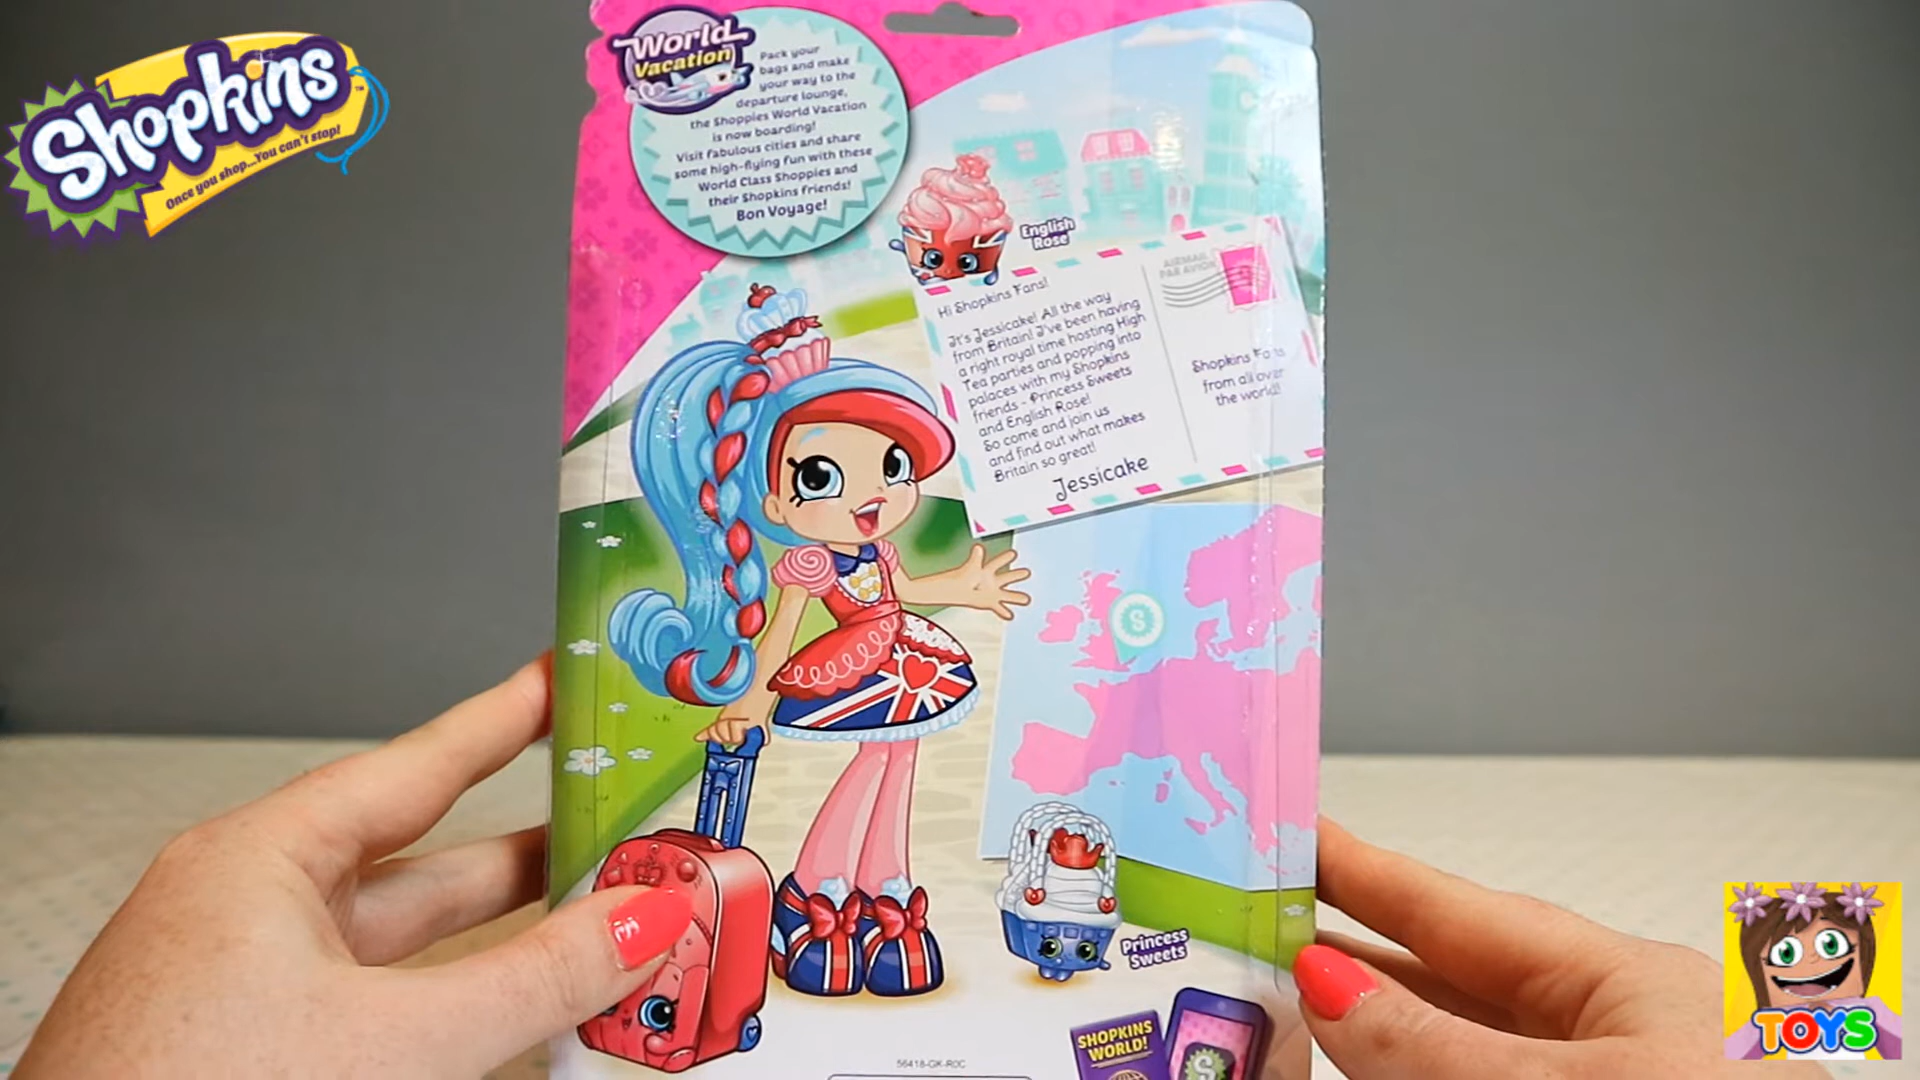 Shopkins
Once you shop...You can't stop!
World
Vacation
Pack your
bags and make
your way to the
departure lounge,
the Shoppies World Vacation
is now boarding!
Visit fabulous cities and share
some high-flying fun with these
World Class Shoppies and
their Shopkins friends!
Bon Voyage!
English
Rose
AIRMAIL
PAR AVION
Hi Shopkins Fans!
It's Jessicake! All the way
from Britain! I've been having
a right royal time hosting High
Tea parties and popping into
palaces with my Shopkins
friends - Princess Sweets
and English Rose!
So come and join us
and find out what makes
Britain so great!
Jessicake
Shopkins Fans
from all over
the world!
S
Princess
Sweets
SHOPKINS
WORLD!
S
56418-GK-R0C
TOYS